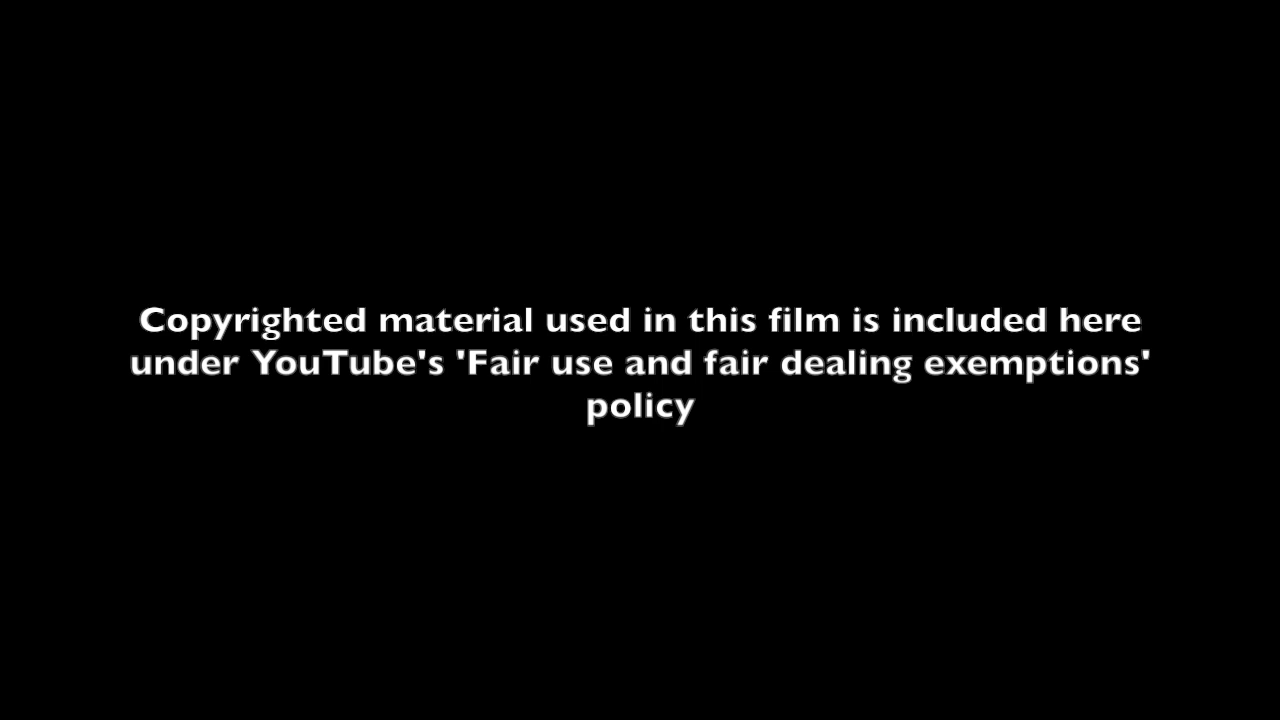 Copyrighted material used in this film is included here
under YouTube's 'Fair use and fair dealing exemptions'
policy